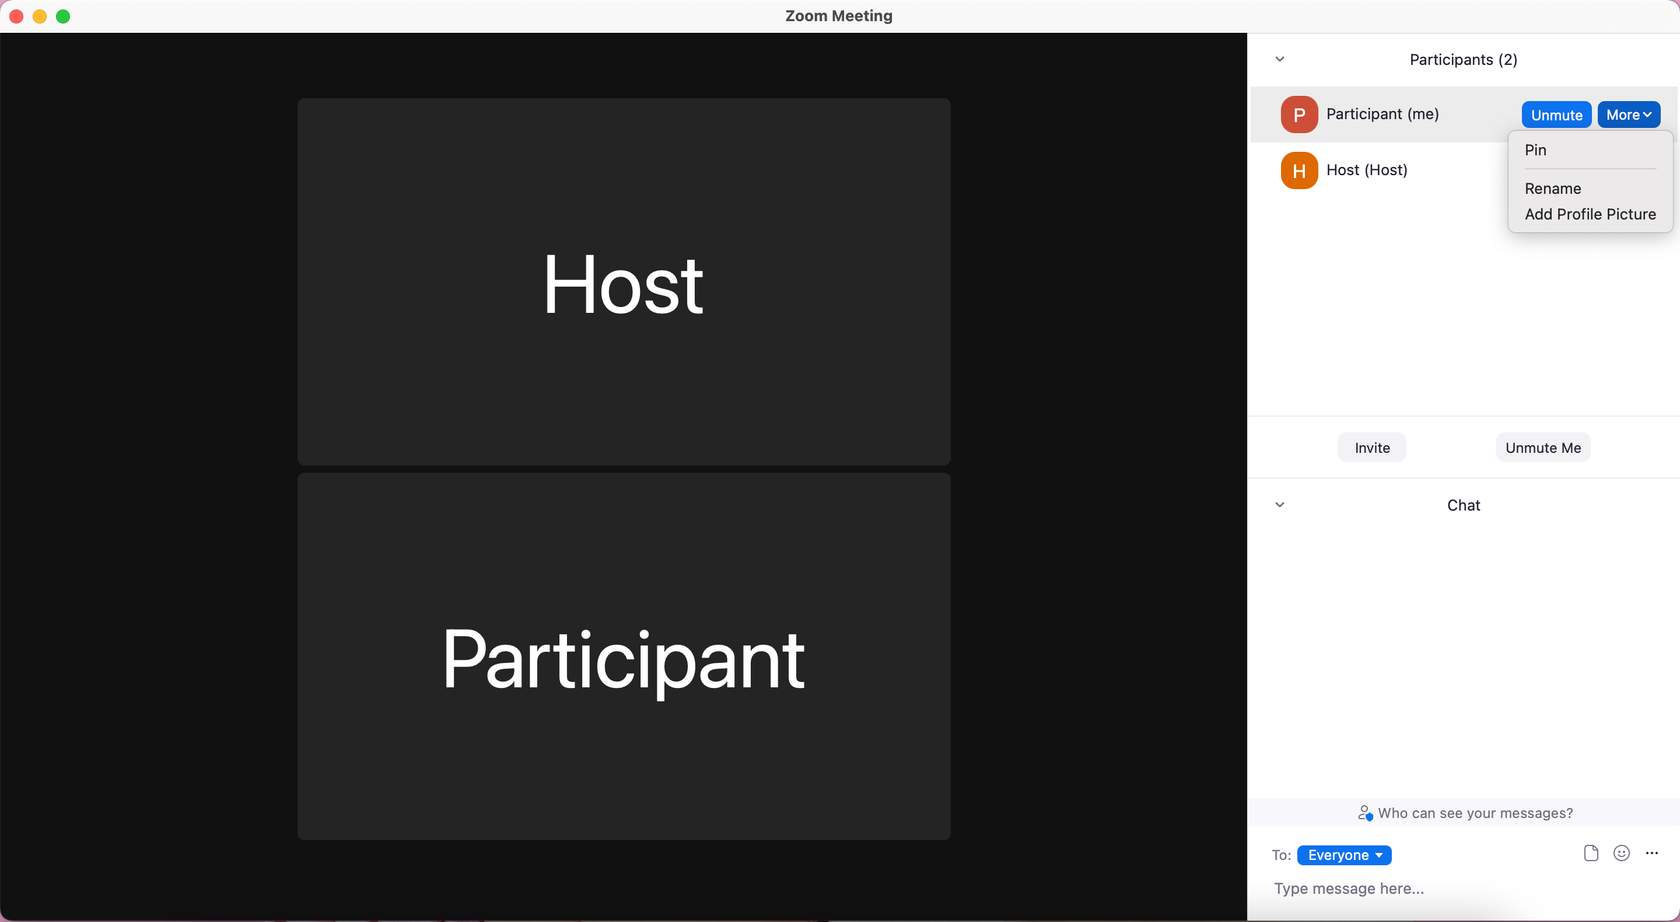 Zoom Meeting
Host
Participant
Participants (2)
P Participant (me) Unmute More
H Host (Host)
Pin
Rename
Add Profile Picture
Invite Unmute Me
Chat
Who can see your messages?
To: Everyone
Type message here...